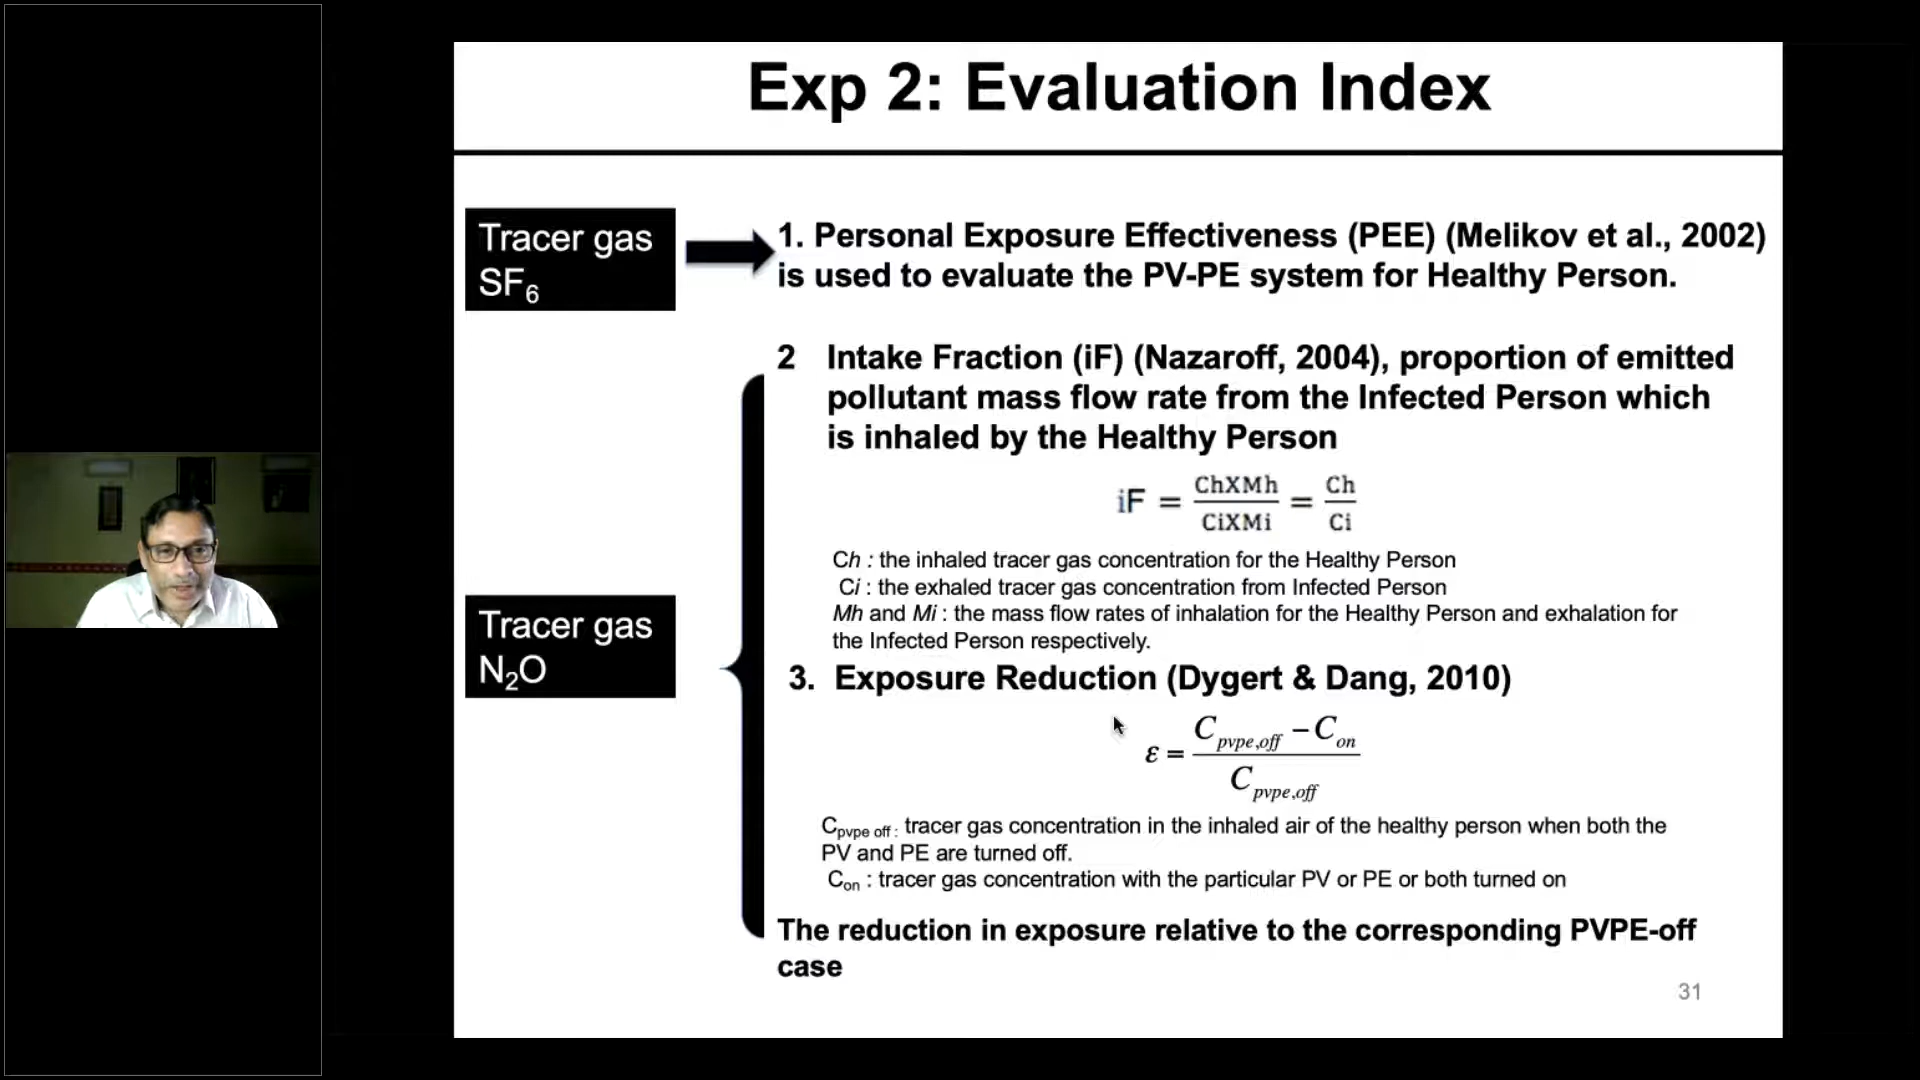 Exp 2: Evaluation Index
Tracer gas
SF₆
1. Personal Exposure Effectiveness (PEE) (Melikov et al., 2002)
is used to evaluate the PV-PE system for Healthy Person.
2 Intake Fraction (iF) (Nazaroff, 2004), proportion of emitted
pollutant mass flow rate from the Infected Person which
is inhaled by the Healthy Person
iF = ChXMh / CiXMi = Ch / Ci
Ch : the inhaled tracer gas concentration for the Healthy Person
Ci : the exhaled tracer gas concentration from Infected Person
Mh and Mi : the mass flow rates of inhalation for the Healthy Person and exhalation for
the Infected Person respectively.
Tracer gas
N₂O
3. Exposure Reduction (Dygert & Dang, 2010)
ε = C pvpe,off − C on / C pvpe,off
C pvpe off : tracer gas concentration in the inhaled air of the healthy person when both the
PV and PE are turned off.
C on : tracer gas concentration with the particular PV or PE or both turned on
The reduction in exposure relative to the corresponding PVPE-off
case
31